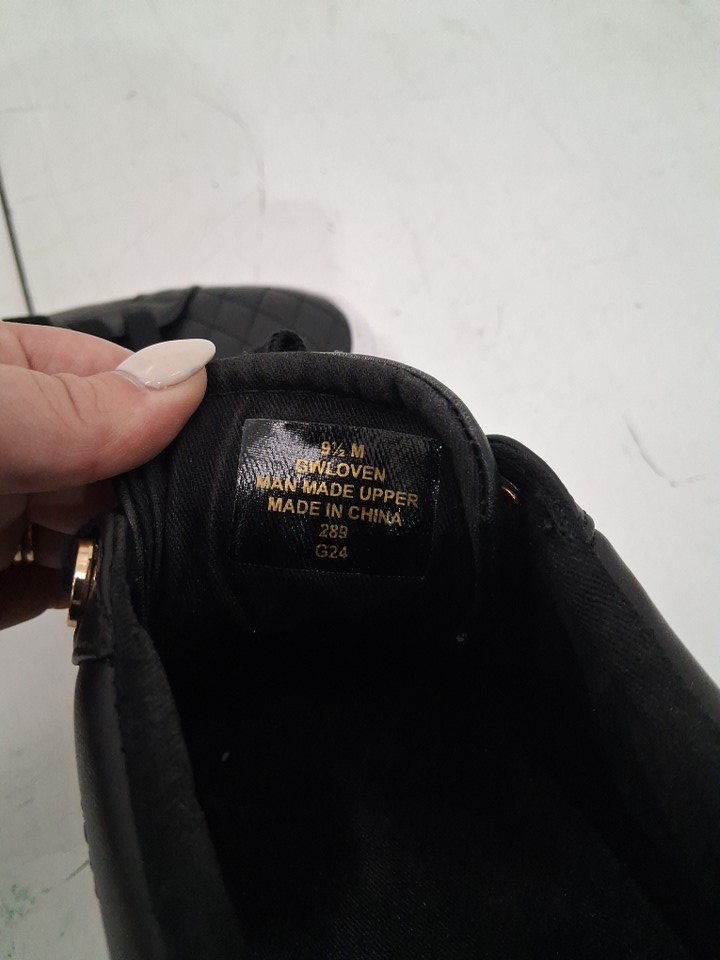 9½ M
GWLOVEN
MAN MADE UPPER
MADE IN CHINA
289
G24